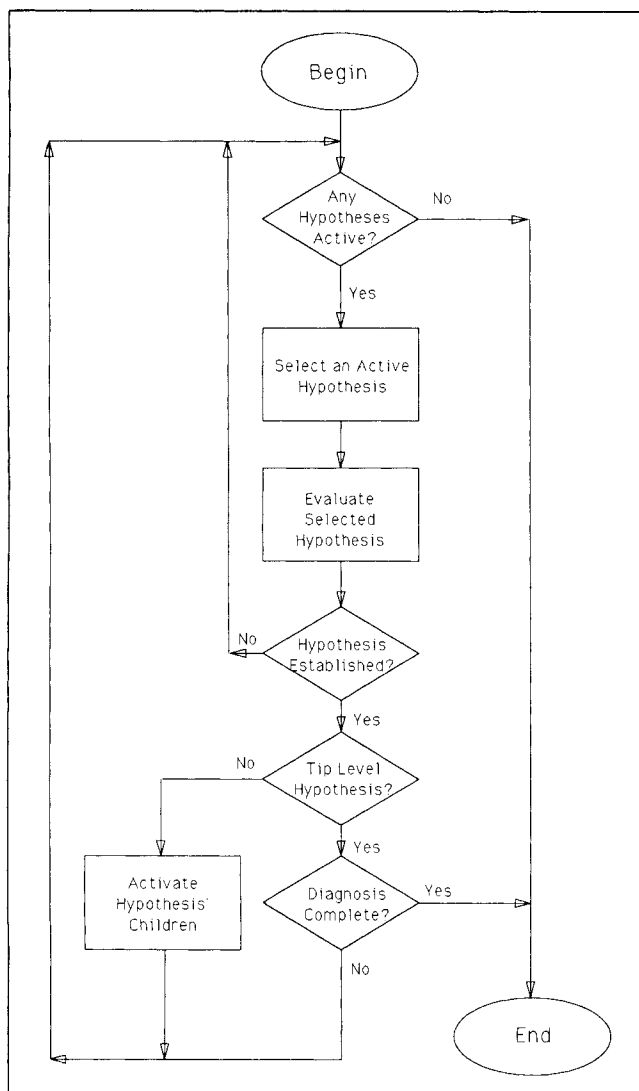 Begin
Any
Hypotheses
Active?
No
Yes
Select an Active
Hypothesis
Evaluate
Selected
Hypothesis
Hypothesis
Established?
No
Yes
Tip Level
Hypothesis?
No
Yes
Activate
Hypothesis'
Children
Diagnosis
Complete?
Yes
No
End